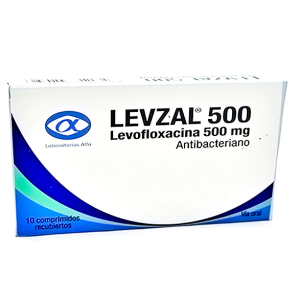 LEVZAL® 500
Levofloxacina 500 mg
Antibacteriano
Laboratorios Alfa
10 comprimidos
recubiertos
Vía oral